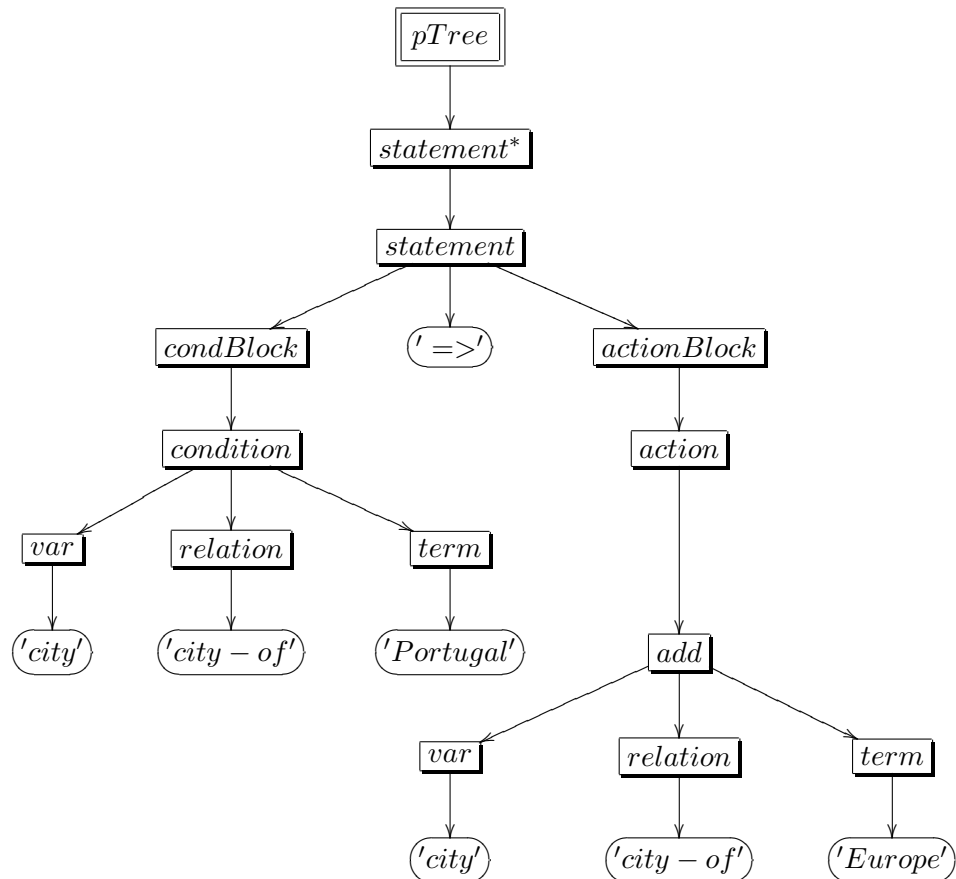 pTree
statement*
statement
condBlock ' =>' actionBlock
condition action
var relation term
'city' 'city - of' 'Portugal' add
var relation term
'city' 'city - of' 'Europe'